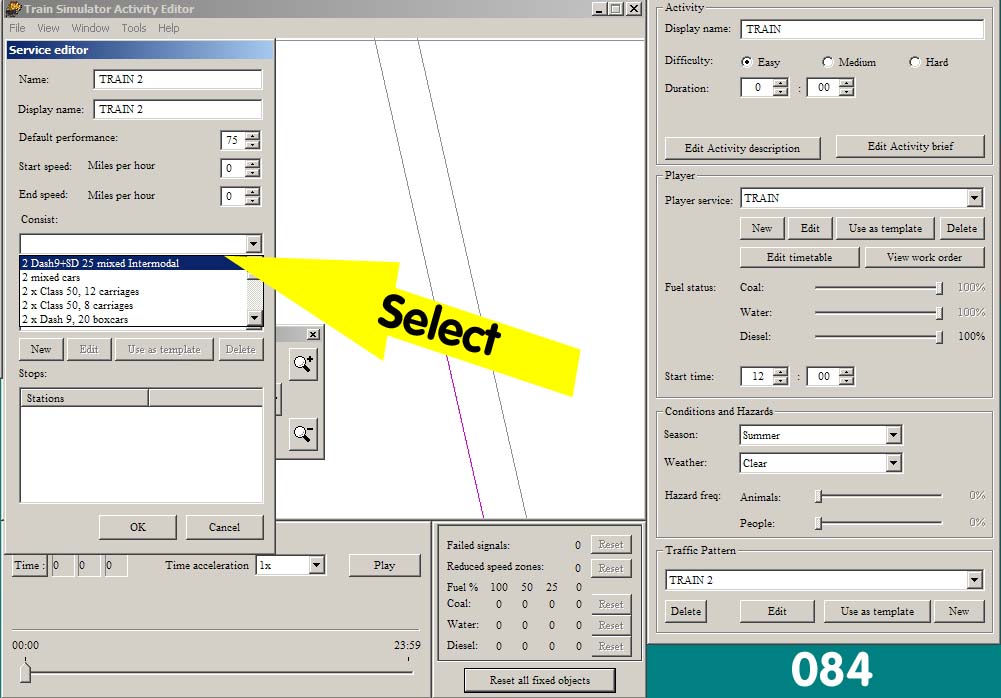 Train Simulator Activity Editor
File View Window Tools Help
Service editor
Name: TRAIN 2
Display name: TRAIN 2
Default performance: 75
Start speed: Miles per hour 0
End speed: Miles per hour 0
Consist:
2 Dash9+SD 25 mixed Intermodal
2 mixed cars
2 x Class 50, 12 carriages
2 x Class 50, 8 carriages
2 x Dash 9, 20 boxcars
New Edit Use as template Delete
Stops:
Stations
OK Cancel
Select
Time : 0 0 0 Time acceleration 1x Play
00:00 23:59
Failed signals: 0 Reset
Reduced speed zones: 0 Reset
Fuel % 100 50 25 0
Coal: 0 0 0 0 Reset
Water: 0 0 0 0 Reset
Diesel: 0 0 0 0 Reset
Reset all fixed objects
Activity
Display name: TRAIN
Difficulty: Easy Medium Hard
Duration: 0 : 00
Edit Activity description Edit Activity brief
Player
Player service: TRAIN
New Edit Use as template Delete
Edit timetable View work order
Fuel status: Coal: 100%
Water: 100%
Diesel: 100%
Start time: 12 : 00
Conditions and Hazards
Season: Summer
Weather: Clear
Hazard freq: Animals: 0%
People: 0%
Traffic Pattern
TRAIN 2
Delete Edit Use as template New
084